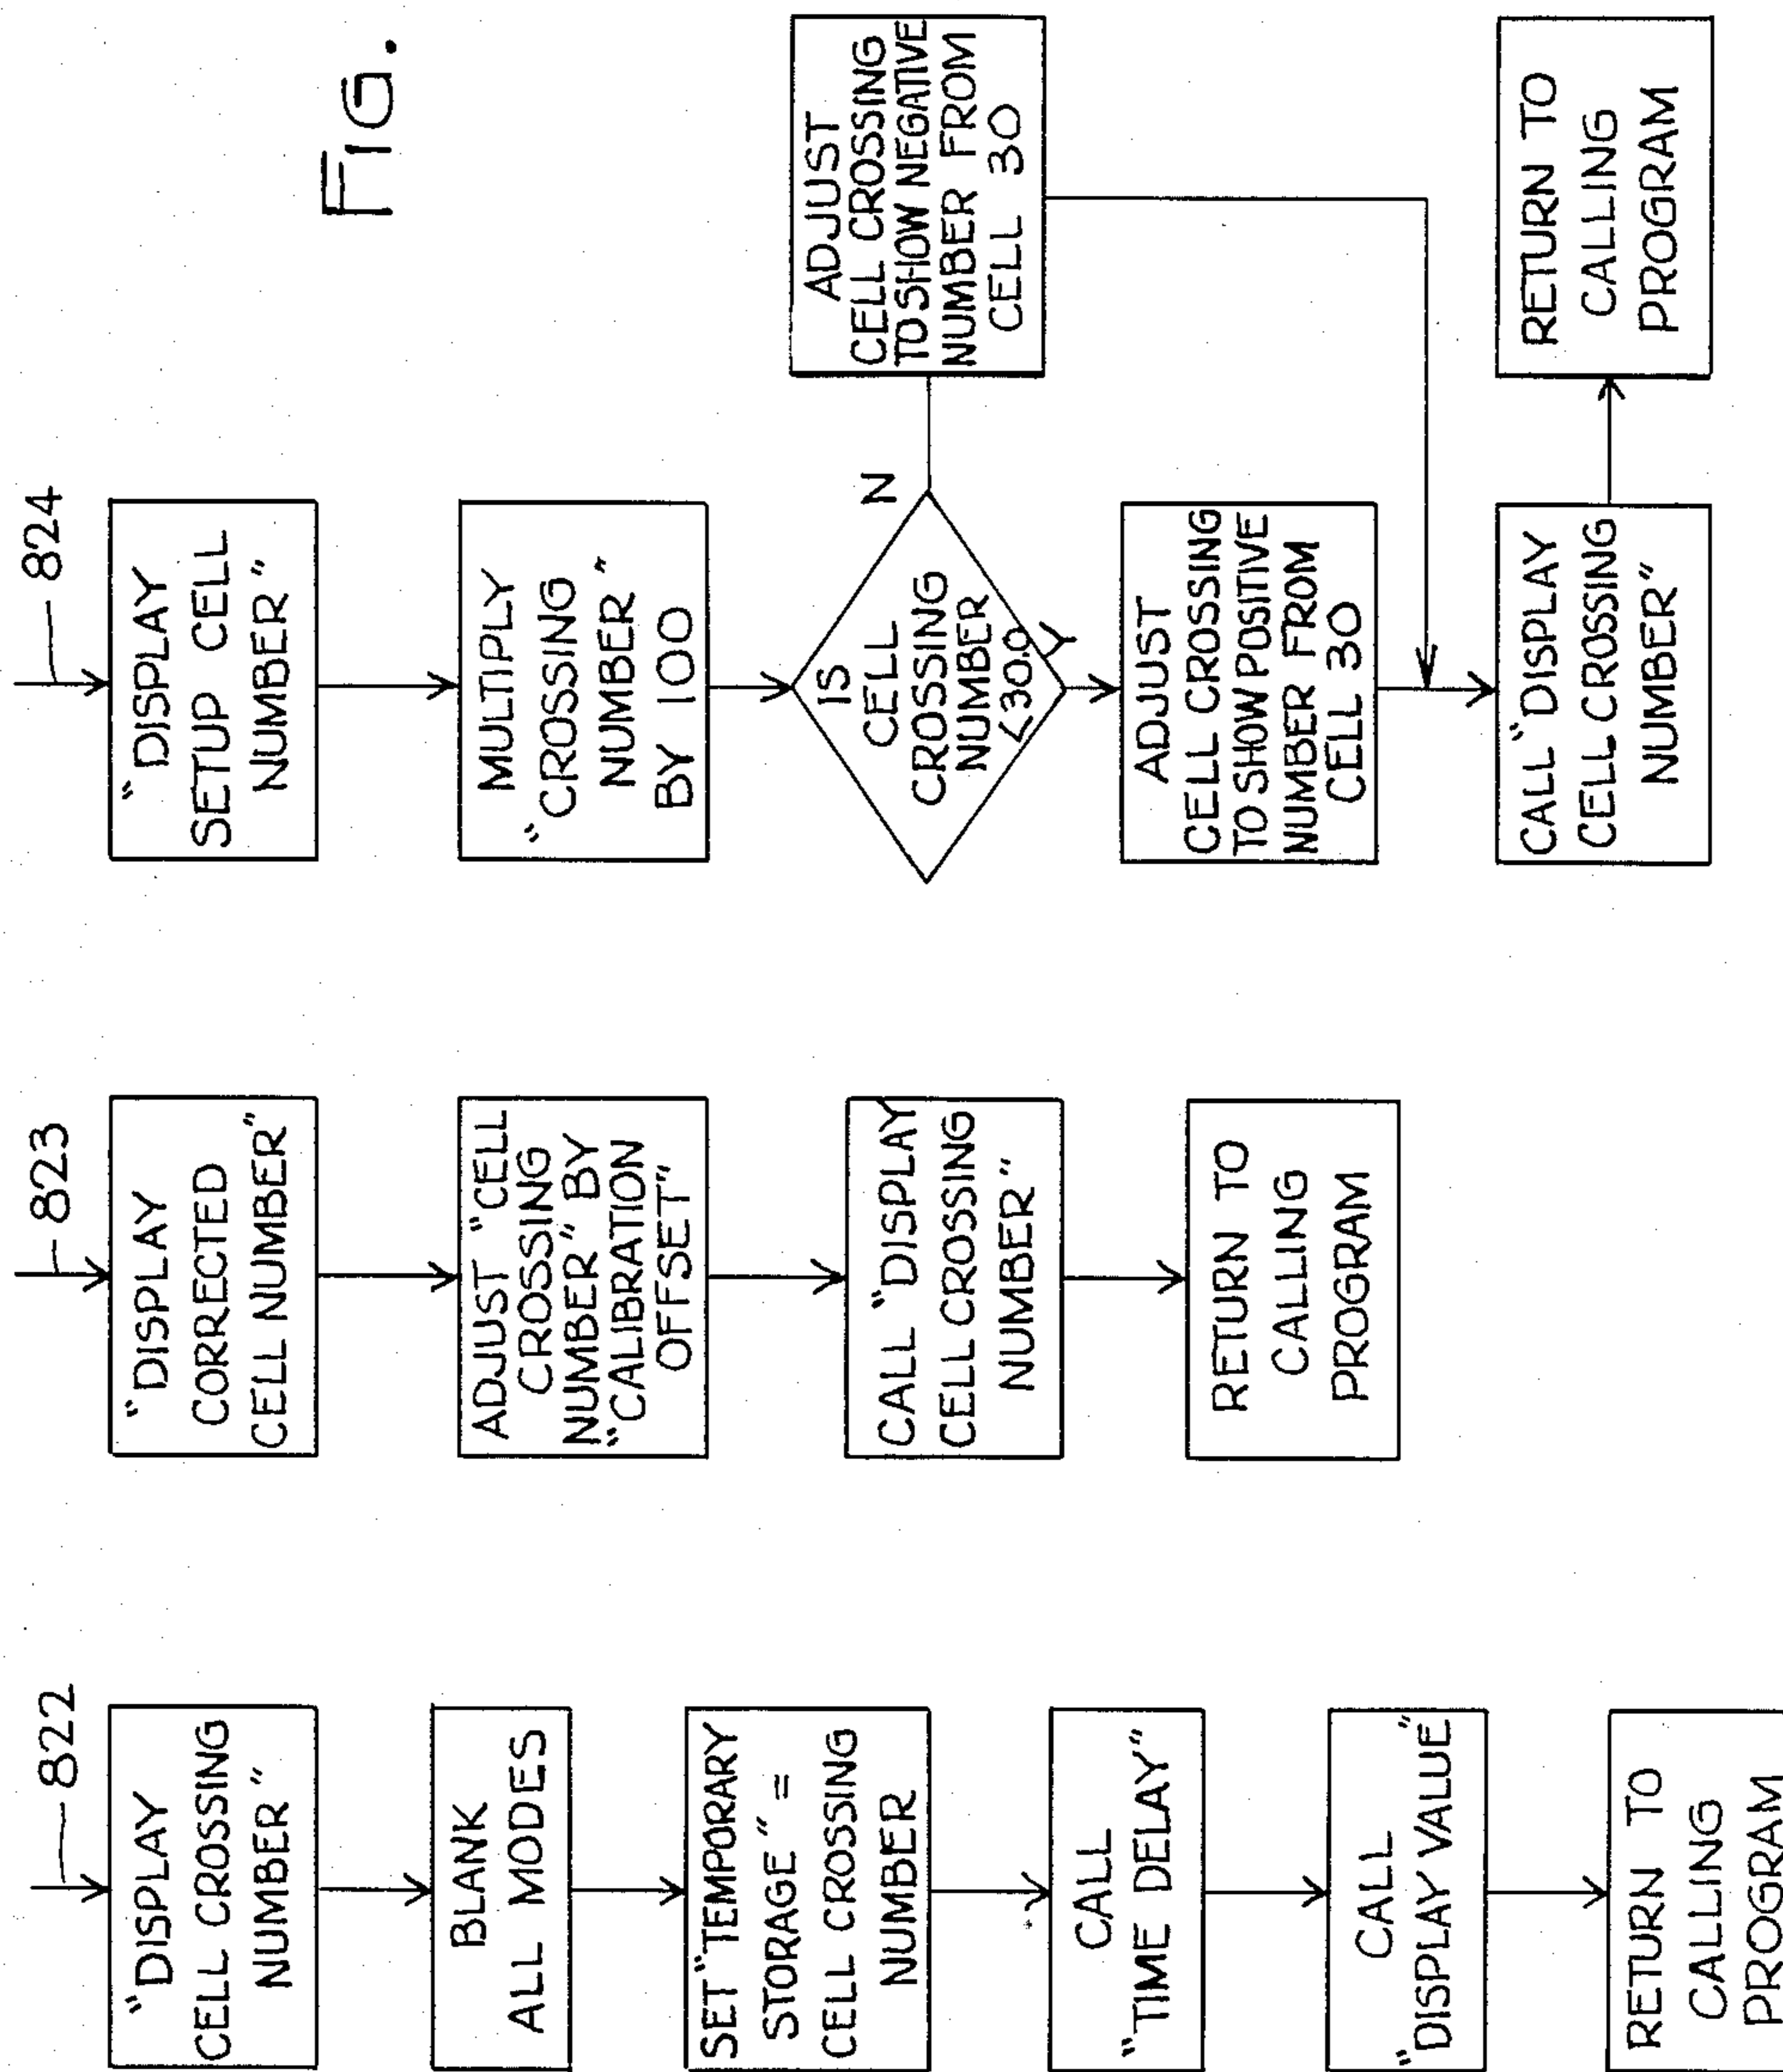 822
"DISPLAY
CELL CROSSING
NUMBER"
BLANK
ALL MODES
SET "TEMPORARY
STORAGE" =
CELL CROSSING
NUMBER
CALL
"TIME DELAY"
CALL
"DISPLAY VALUE"
RETURN TO
CALLING
PROGRAM
823
"DISPLAY
CORRECTED
CELL NUMBER"
ADJUST "CELL
CROSSING
NUMBER" BY
"CALIBRATION
OFFSET"
CALL "DISPLAY
CELL CROSSING
NUMBER"
RETURN TO
CALLING
PROGRAM
824
"DISPLAY
SETUP CELL
NUMBER"
MULTIPLY
"CROSSING
NUMBER"
BY 100
IS
CELL
CROSSING
NUMBER
<30.0
N
Y
ADJUST
CELL CROSSING
TO SHOW NEGATIVE
NUMBER FROM
CELL 30
ADJUST
CELL CROSSING
TO SHOW POSITIVE
NUMBER FROM
CELL 30
CALL "DISPLAY
CELL CROSSING
NUMBER"
RETURN TO
CALLING
PROGRAM
FIG.